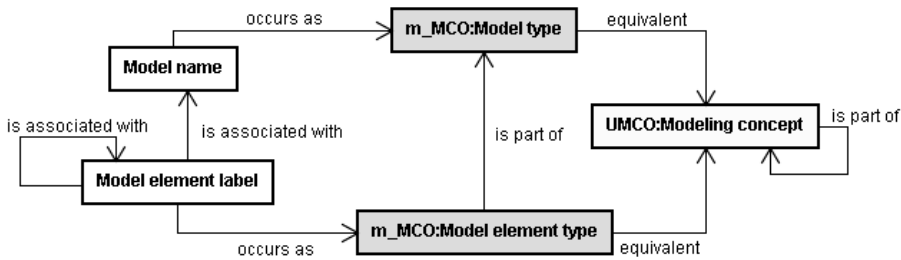 occurs as
equivalent
m_MCO:Model type
Model name
is associated with
is associated with
is part of
UMCO:Modeling concept
is part of
Model element label
m_MCO:Model element type
occurs as
equivalent